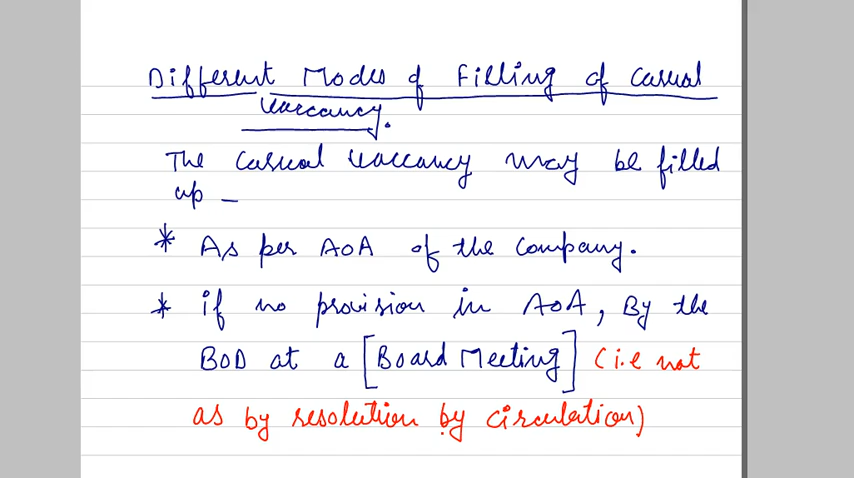 Different Modes of Filling of Casual
Vaccancy.
The Casual Vaccancy may be filled
up -
* As per AOA of the Company.
* if no provision in AOA, By the
BOD at a [Board Meeting] (i.e not
as by resolution by circulation)